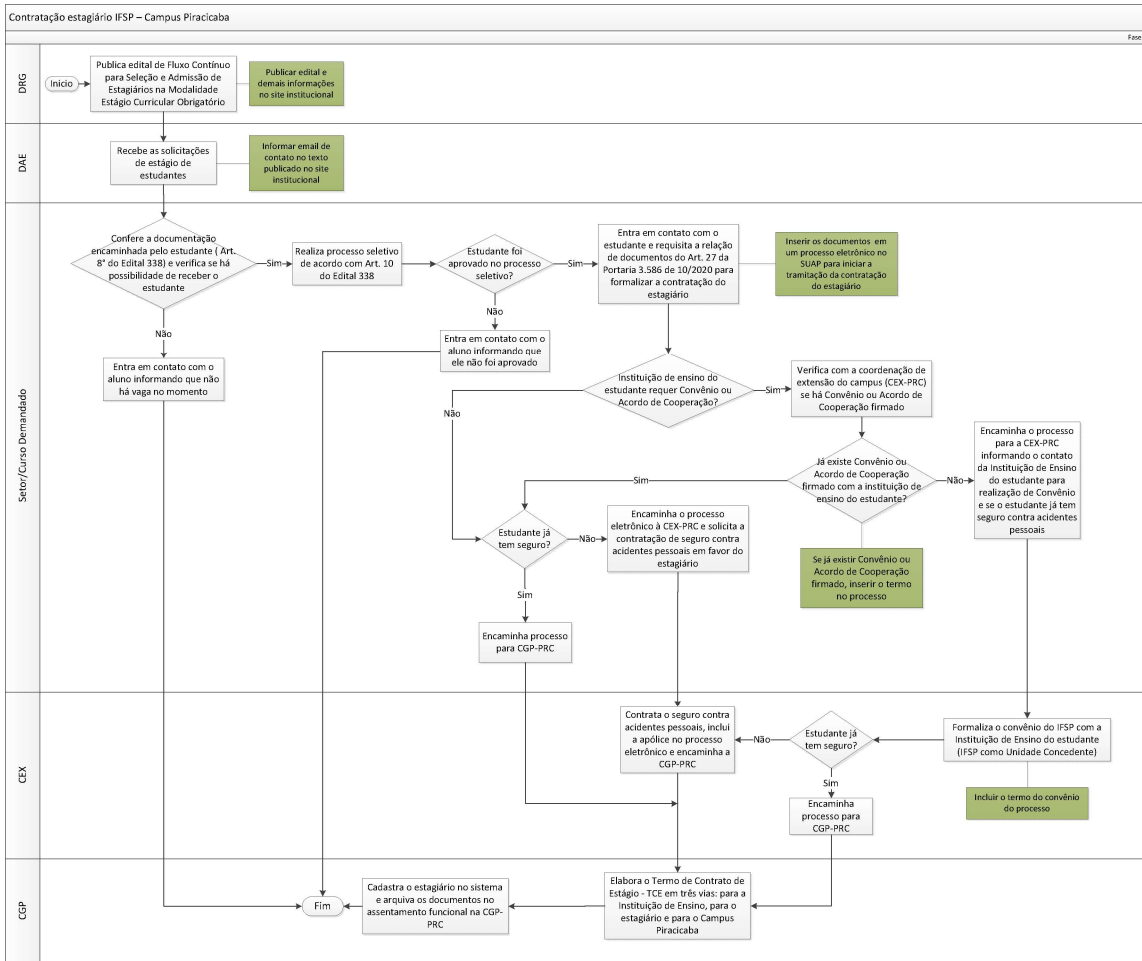 Contratação estagiário IFSP – Campus Piracicaba
Fase
DRG
Inicio
Publica edital de Fluxo Contínuo
para Seleção e Admissão de
Estagiários na Modalidade
Estágio Curricular Obrigatório
Publicar edital e
demais informações
no site institucional
DAE
Recebe as solicitações
de estágio de
estudantes
Informar email de
contato no texto
publicado no site
institucional
Setor/Curso Demandado
Confere a documentação
encaminhada pelo estudante ( Art.
8° do Edital 338) e verifica se há
possibilidade de receber o
estudante
Sim
Realiza processo seletivo
de acordo com Art. 10
do Edital 338
Estudante foi
aprovado no processo
seletivo?
Sim
Entra em contato com o
estudante e requisita a relação
de documentos do Art. 27 da
Portaria 3.586 de 10/2020 para
formalizar a contratação do
estagiário
Inserir os documentos em
um processo eletrônico no
SUAP para iniciar a
tramitação da contratação
do estagiário
Não
Entra em contato com o
aluno informando que não
há vaga no momento
Não
Entra em contato com o
aluno informando que
ele não foi aprovado
Instituição de ensino do
estudante requer Convênio ou
Acordo de Cooperação?
Sim
Não
Verifica com a coordenação de
extensão do campus (CEX-PRC)
se há Convênio ou Acordo de
Cooperação firmado
Já existe Convênio ou
Acordo de Cooperação
firmado com a instituição de
ensino do estudante?
Sim
Não
Encaminha o processo
para a CEX-PRC
informando o contato
da Instituição de Ensino
do estudante para
realização de Convênio
e se o estudante já tem
seguro contra acidentes
pessoais
Se já existir Convênio ou
Acordo de Cooperação
firmado, inserir o termo
no processo
Estudante já
tem seguro?
Não
Encaminha o processo
eletrônico à CEX-PRC e solicita a
contratação de seguro contra
acidentes pessoais em favor do
estagiário
Sim
Encaminha processo
para CGP-PRC
CEX
Contrata o seguro contra
acidentes pessoais, inclui
a apólice no processo
eletrônico e encaminha a
CGP-PRC
Não
Estudante já
tem seguro?
Formaliza o convênio do IFSP com a
Instituição de Ensino do estudante
(IFSP como Unidade Concedente)
Sim
Encaminha
processo para
CGP-PRC
Incluir o termo do convênio
do processo
CGP
Fim
Cadastra o estagiário no sistema
e arquiva os documentos no
assentamento funcional na CGP-
PRC
Elabora o Termo de Contrato de
Estágio - TCE em três vias: para a
Instituição de Ensino, para o
estagiário e para o Campus
Piracicaba